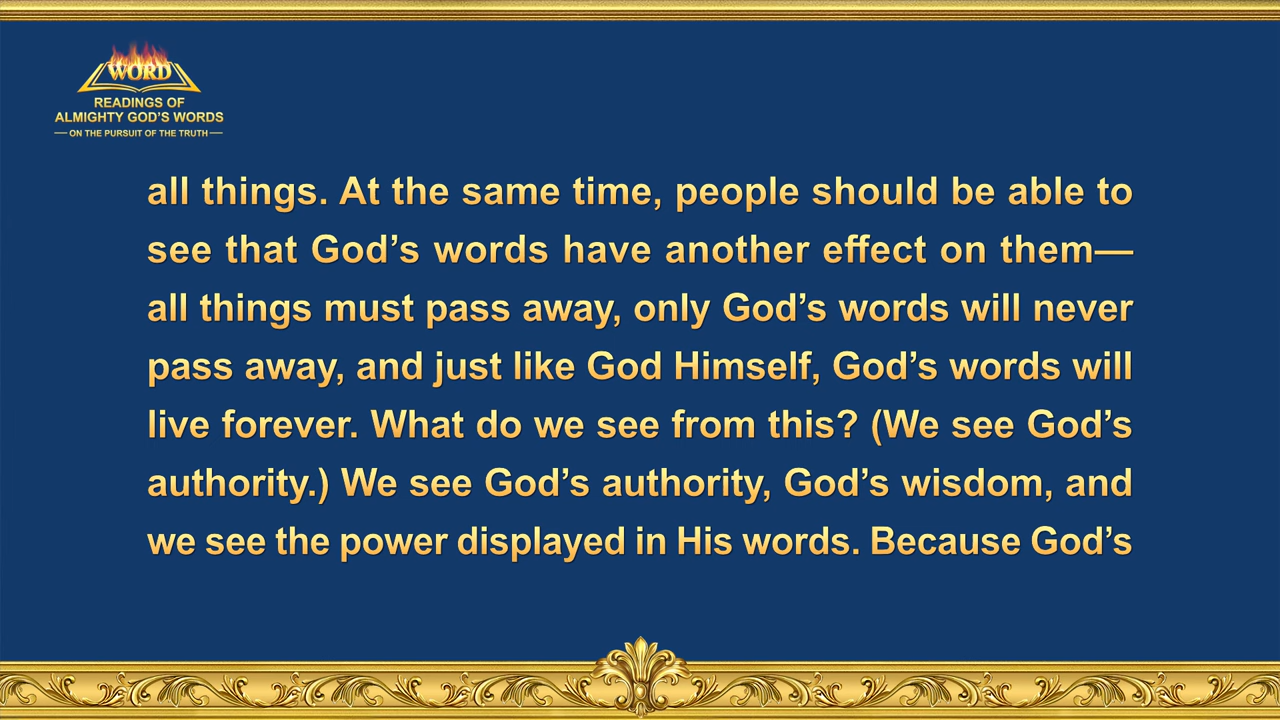 WORD
READINGS OF
ALMIGHTY GOD'S WORDS
— ON THE PURSUIT OF THE TRUTH —
all things. At the same time, people should be able to
see that God’s words have another effect on them—
all things must pass away, only God’s words will never
pass away, and just like God Himself, God’s words will
live forever. What do we see from this? (We see God’s
authority.) We see God’s authority, God’s wisdom, and
we see the power displayed in His words. Because God’s